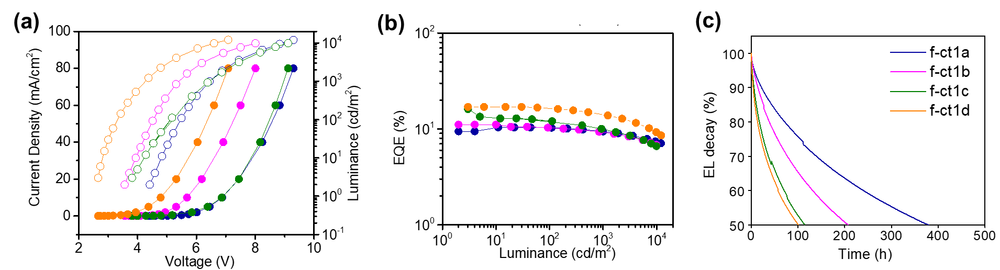 (a)
100
80
60
40
20
0
Current Density (mA/cm²)
2
4
6
8
10
Voltage (V)
10⁴
10³
10²
10¹
10⁰
10⁻¹
Luminance (cd/m²)
(b)
10²
10¹
10⁰
EQE (%)
10⁰
10¹
10²
10³
10⁴
Luminance (cd/m²)
(c)
100
90
80
70
60
50
EL decay (%)
0
100
200
300
400
500
Time (h)
f-ct1a
f-ct1b
f-ct1c
f-ct1d